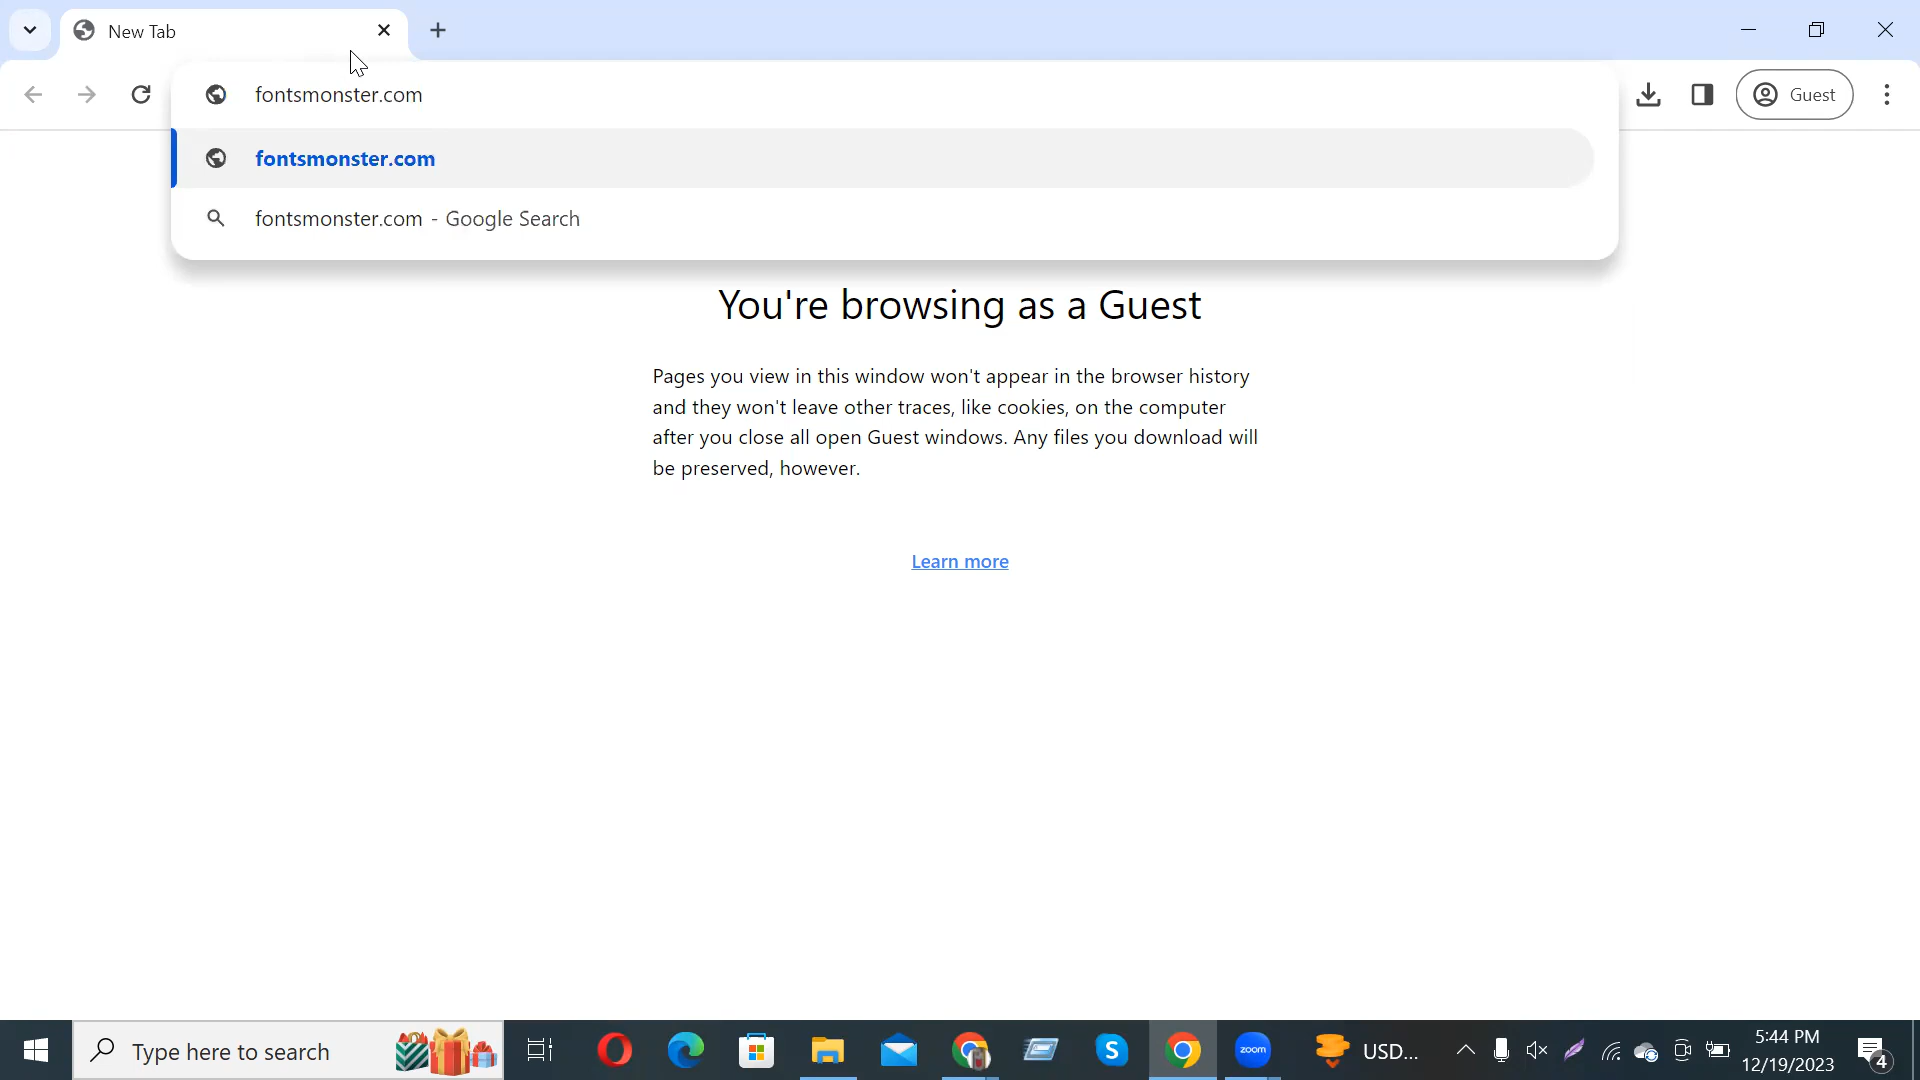 New Tab
fontsmonster.com
Guest
fontsmonster.com
fontsmonster.com - Google Search
You're browsing as a Guest
Pages you view in this window won't appear in the browser history
and they won't leave other traces, like cookies, on the computer
after you close all open Guest windows. Any files you download will
be preserved, however.
Learn more
Type here to search
zoom
USD...
5:44 PM
12/19/2023
4